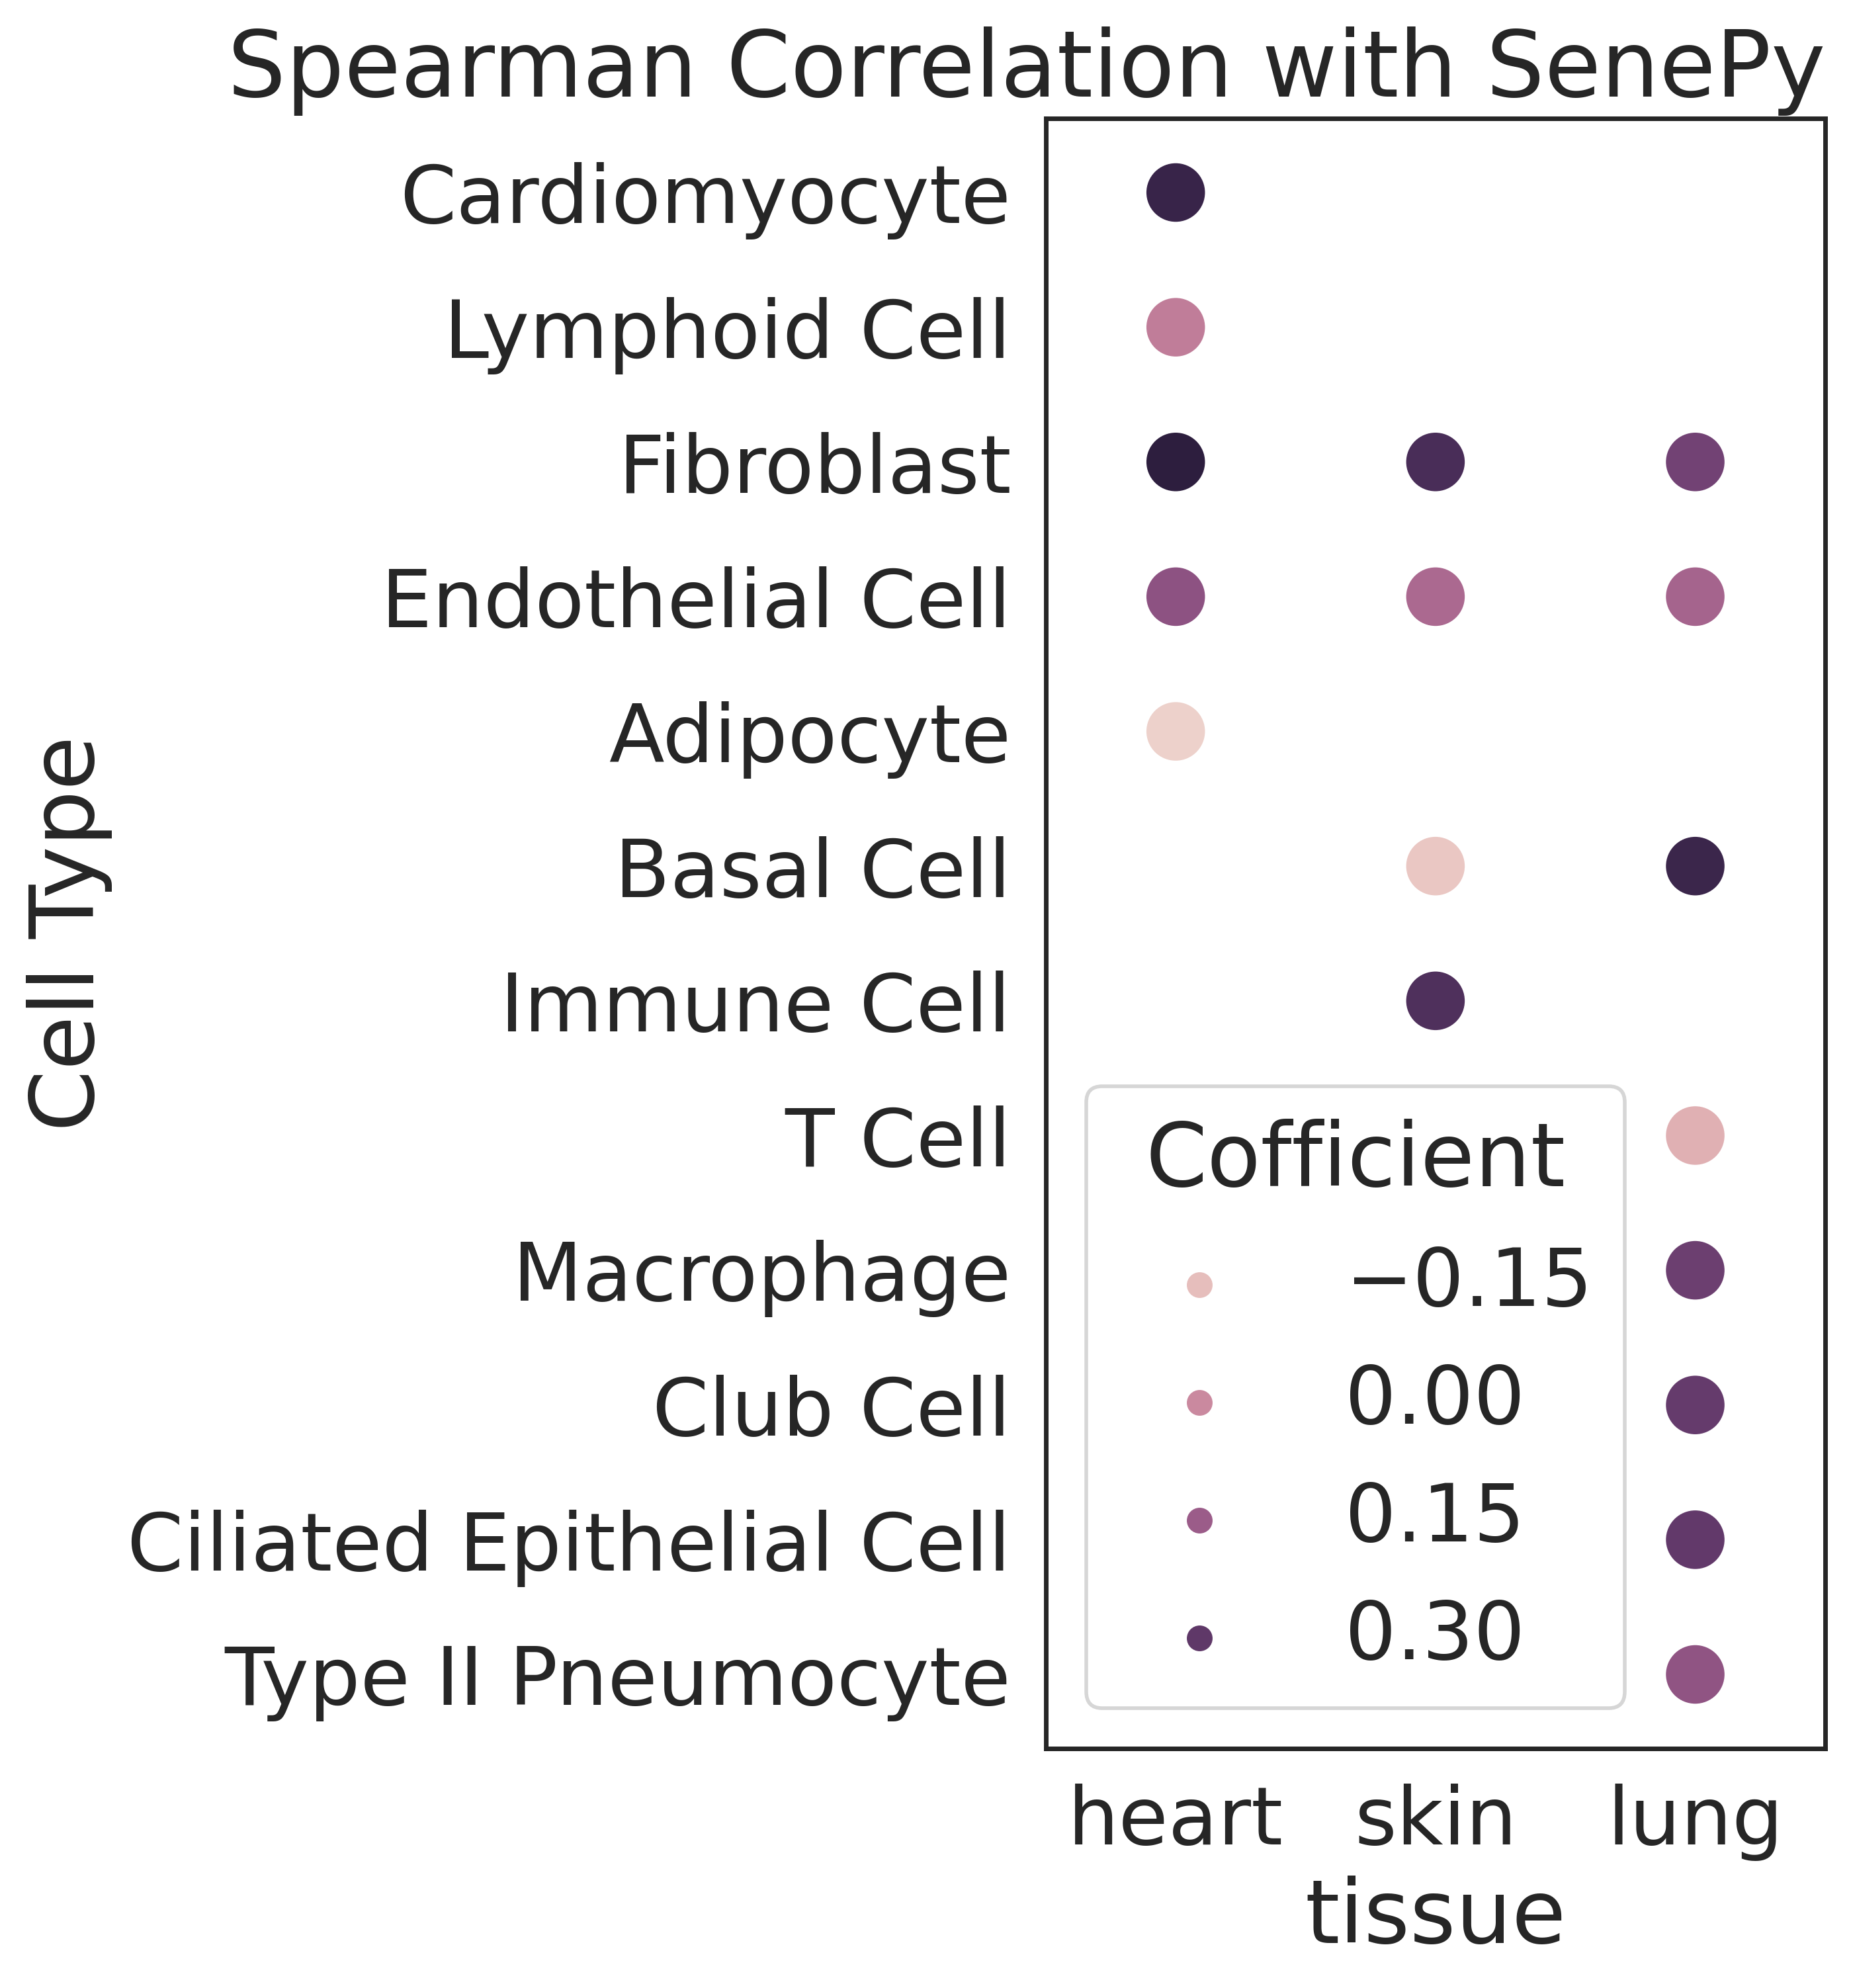 Spearman Correlation with SenePy
Cardiomyocyte
Lymphoid Cell
Fibroblast
Endothelial Cell
Adipocyte
Basal Cell
Immune Cell
T Cell
Macrophage
Club Cell
Ciliated Epithelial Cell
Type II Pneumocyte
Cell Type
Cofficient
−0.15
0.00
0.15
0.30
heart skin lung
tissue